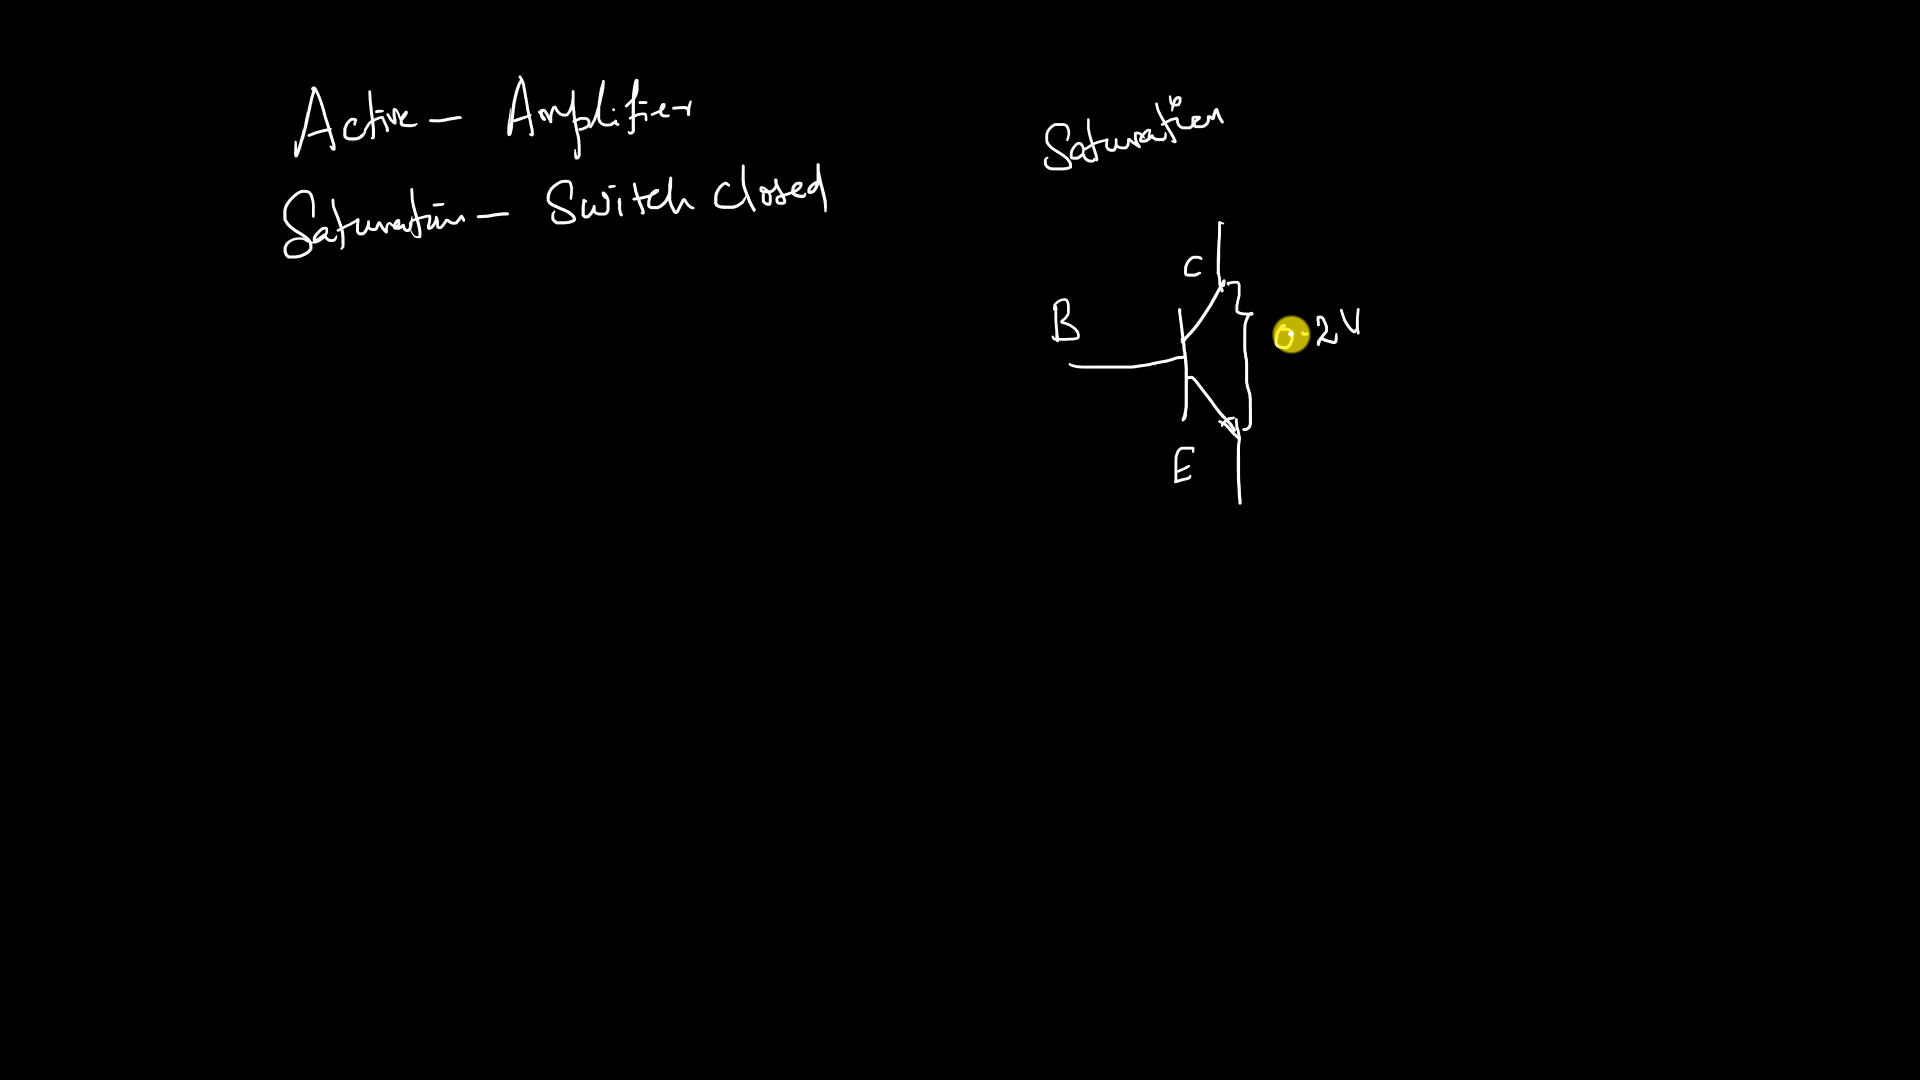 Active - Amplifier
Saturation - Switch closed
Saturation
C
B
0.2V
E